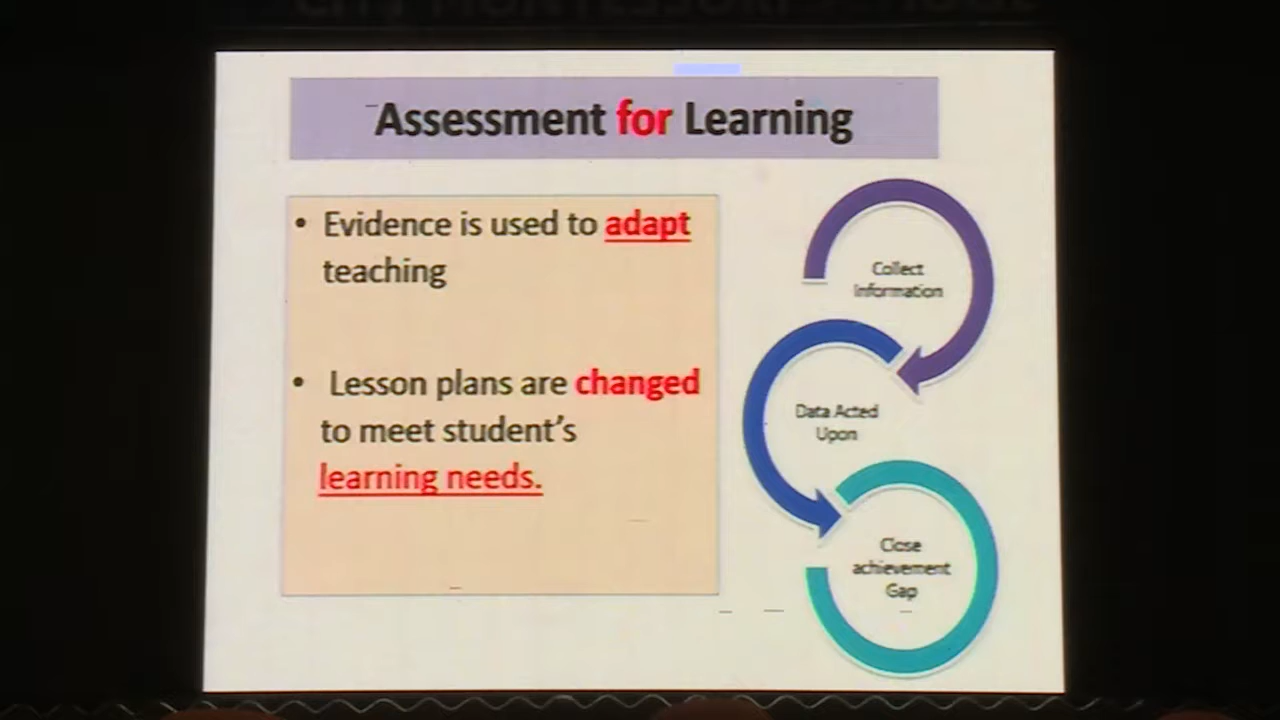 Assessment for Learning
• Evidence is used to adapt
teaching
• Lesson plans are changed
to meet student’s
learning needs.
Collect
Information
Data Acted
Upon
Close
achievement
Gap